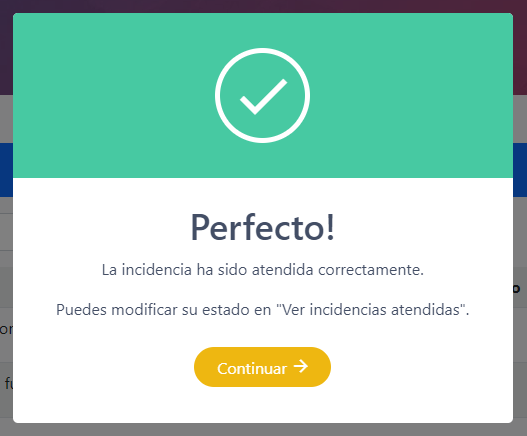 Perfecto!
La incidencia ha sido atendida correctamente.
Puedes modificar su estado en "Ver incidencias atendidas".
Continuar →